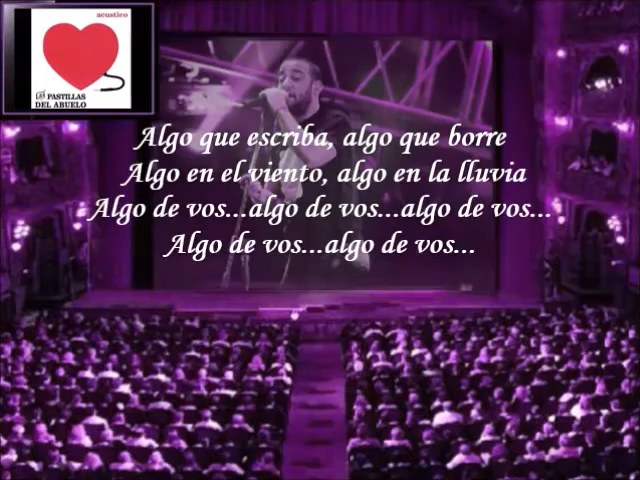 acustico
Las PASTILLAS
DEL ABUELO
Algo que escriba, algo que borre
Algo en el viento, algo en la lluvia
Algo de vos...algo de vos...algo de vos...
Algo de vos...algo de vos...